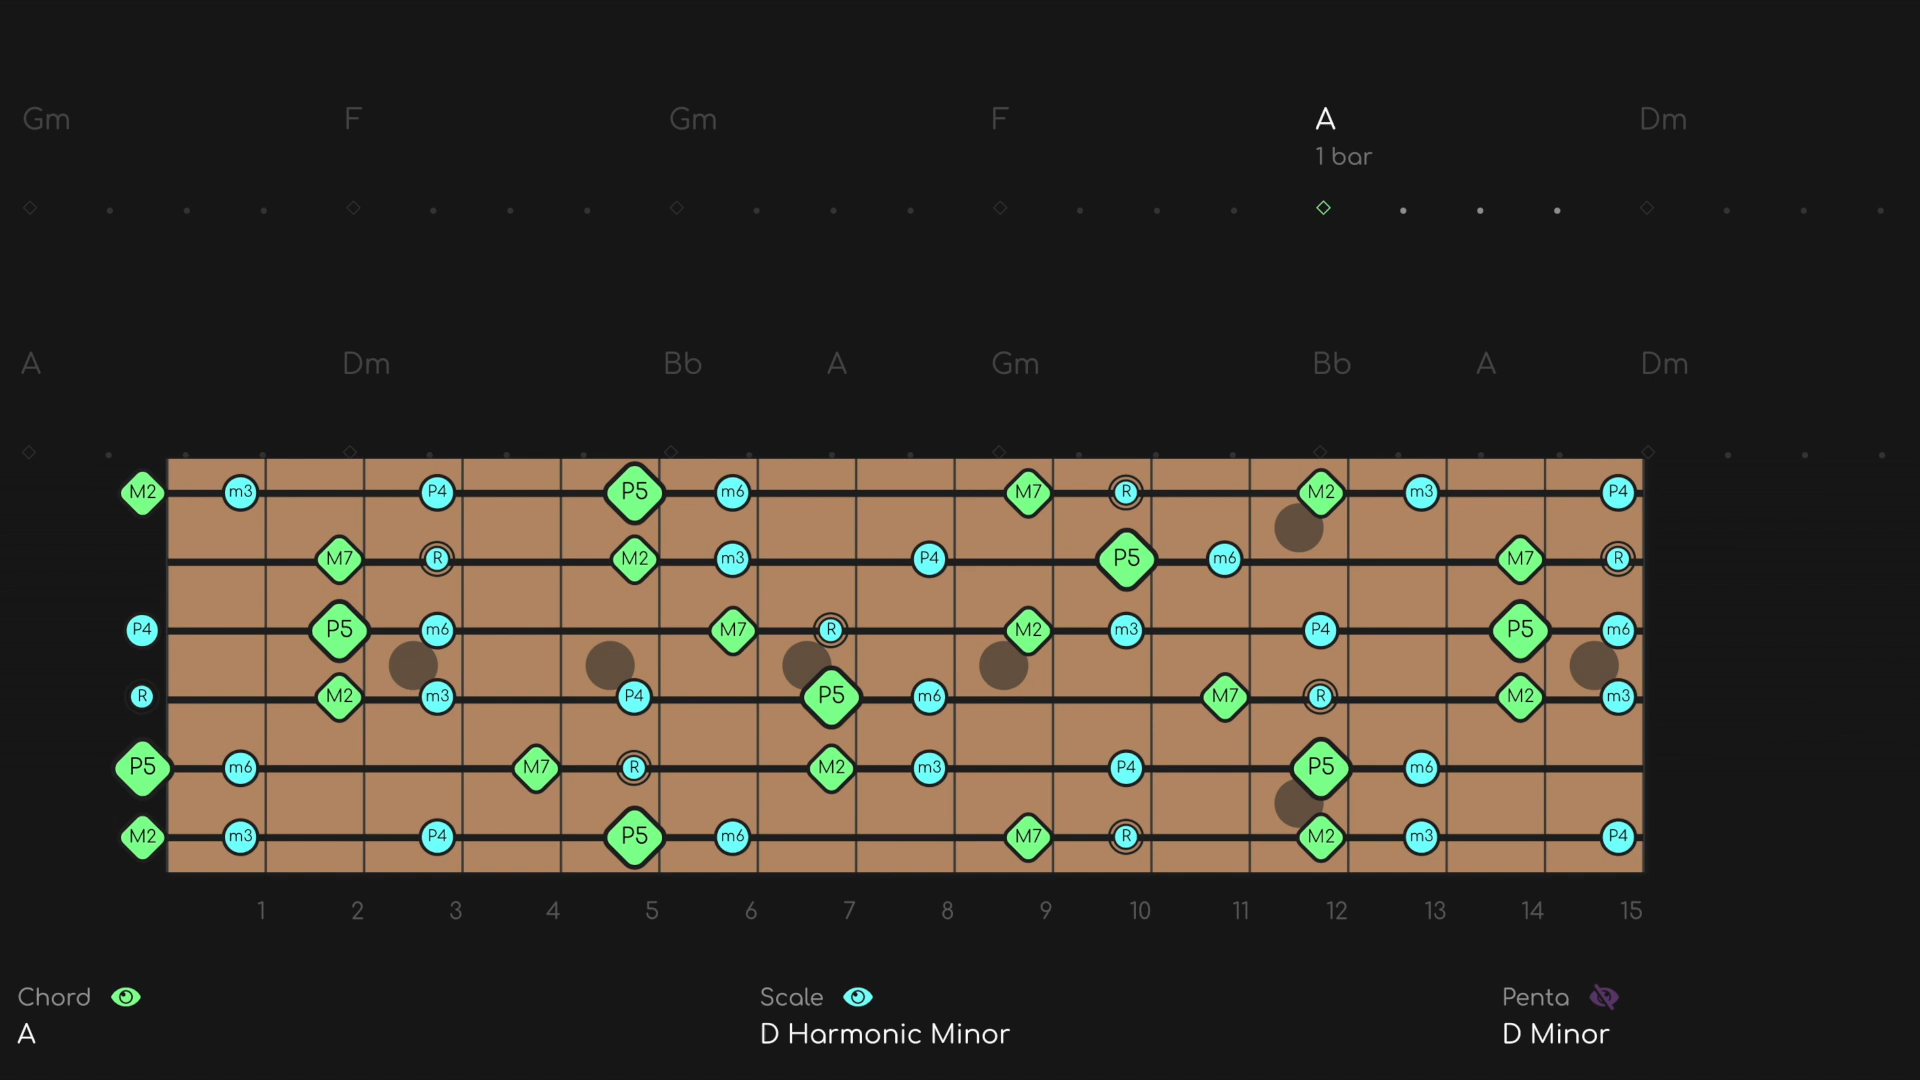 Gm F Gm F A Dm
1 bar
A Dm Bb A Gm Bb A Dm
M2 m3 P4 P5 m6 M7 R M2 m3 P4
M7 R M2 m3 P4 P5 m6 M7 R
P4 P5 m6 M7 R M2 m3 P4 P5 m6
R M2 m3 P4 P5 m6 M7 R M2 m3
P5 m6 M7 R M2 m3 P4 P5 m6
M2 m3 P4 P5 m6 M7 R M2 m3 P4
1 2 3 4 5 6 7 8 9 10 11 12 13 14 15
Chord Scale Penta
A D Harmonic Minor D Minor